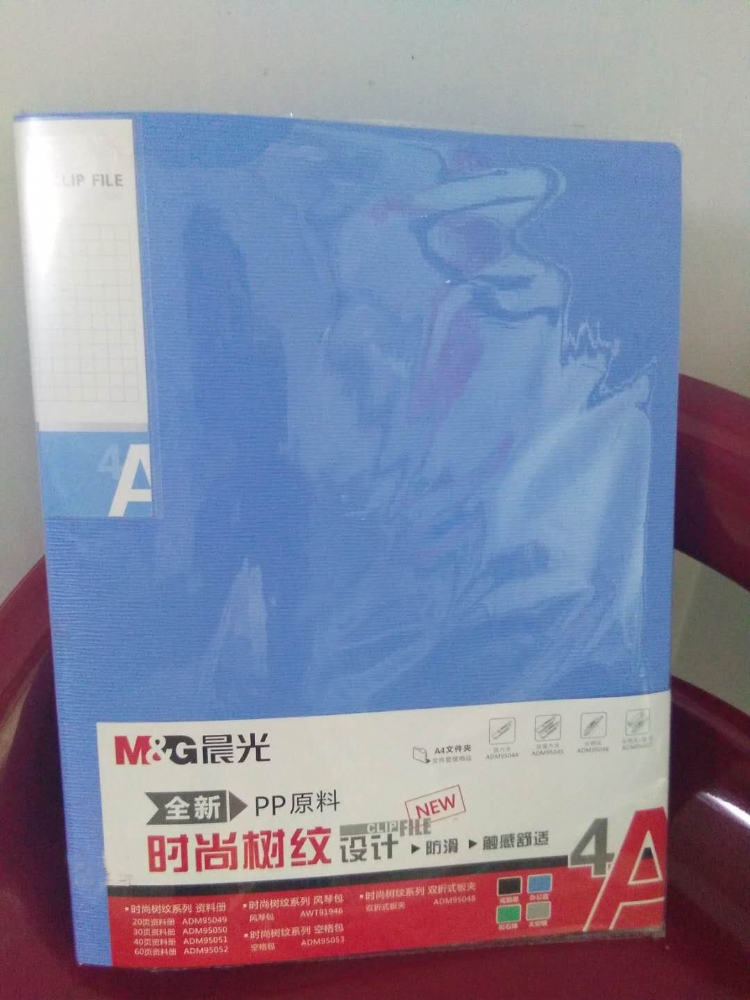 CLIP FILE
4A
M&G晨光
A4文件夹
ADM95044
ADM95045
ADM95046
全新
PP原料
NEW
CLIP FILE
时尚树纹设计 ▶防滑 ▶触感舒适
4A
•时尚树纹系列 资料册
20页资料册 ADM95049
30页资料册 ADM95050
40页资料册 ADM95051
60页资料册 ADM95052
•时尚树纹系列 风琴包
风琴包 AWT91946
•时尚树纹系列 空格包
空格包 ADM95053
•时尚树纹系列 双折式板夹
双折式板夹 ADM95048